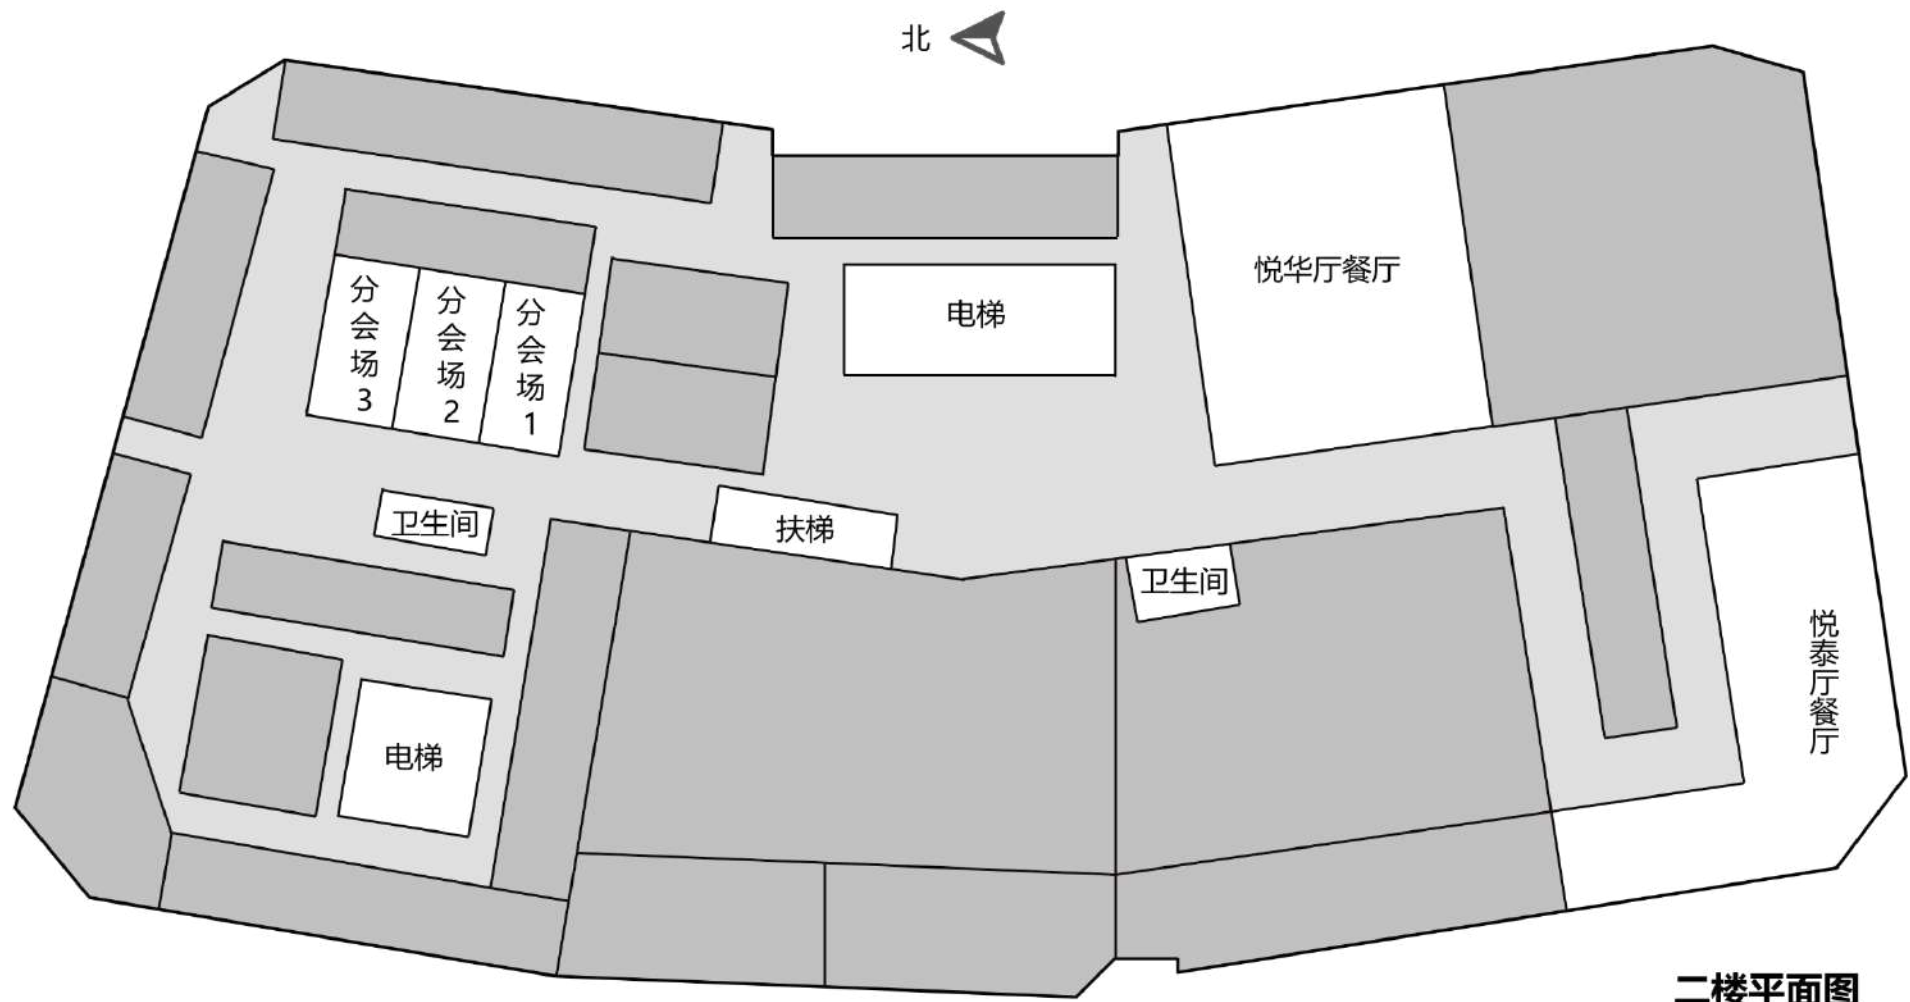 北
悦华厅餐厅
分会场3
分会场2
分会场1
电梯
卫生间
扶梯
卫生间
悦泰厅餐厅
电梯
二楼平面图